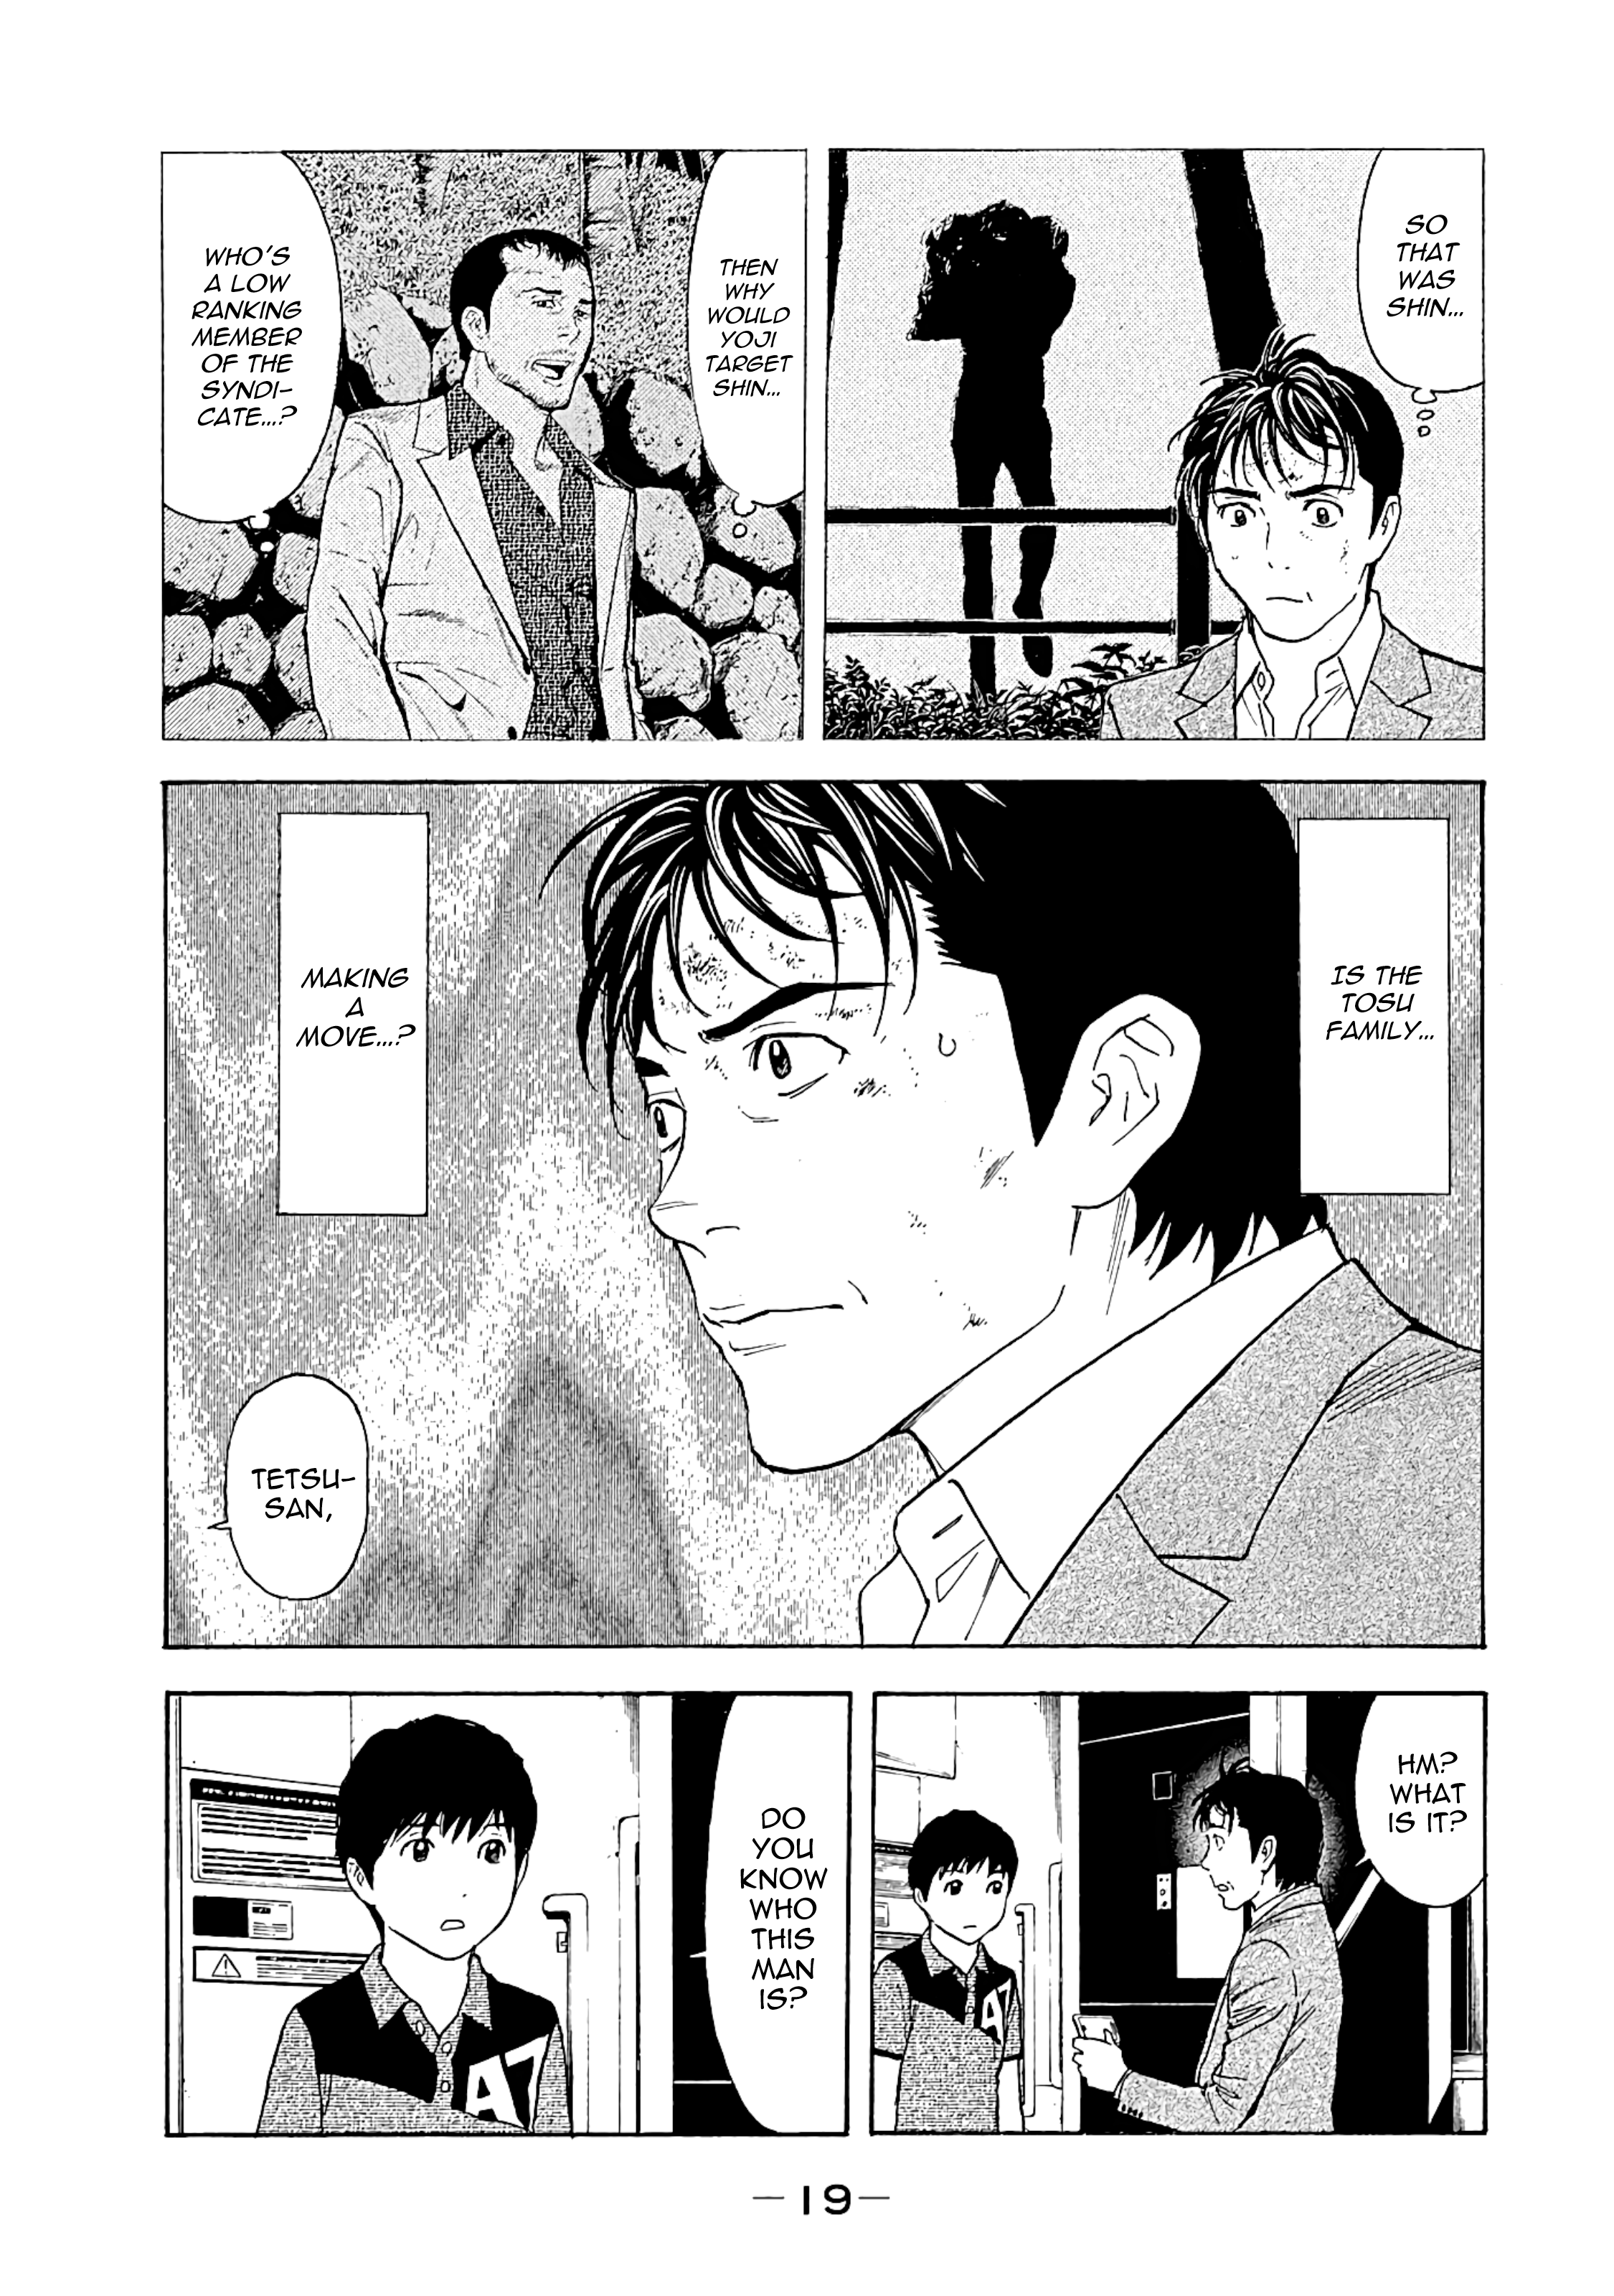 SO
THAT
WAS
SHIN...
THEN
WHY
WOULD
YOJI
TARGET
SHIN...
WHO'S
A LOW
RANKING
MEMBER
OF THE
SYNDI-
CATE...?
IS THE
TOSU
FAMILY...
MAKING
A
MOVE...?
TETSU-
SAN,
HM?
WHAT
IS IT?
A7
DO
YOU
KNOW
WHO
THIS
MAN
IS?
A7
—19—